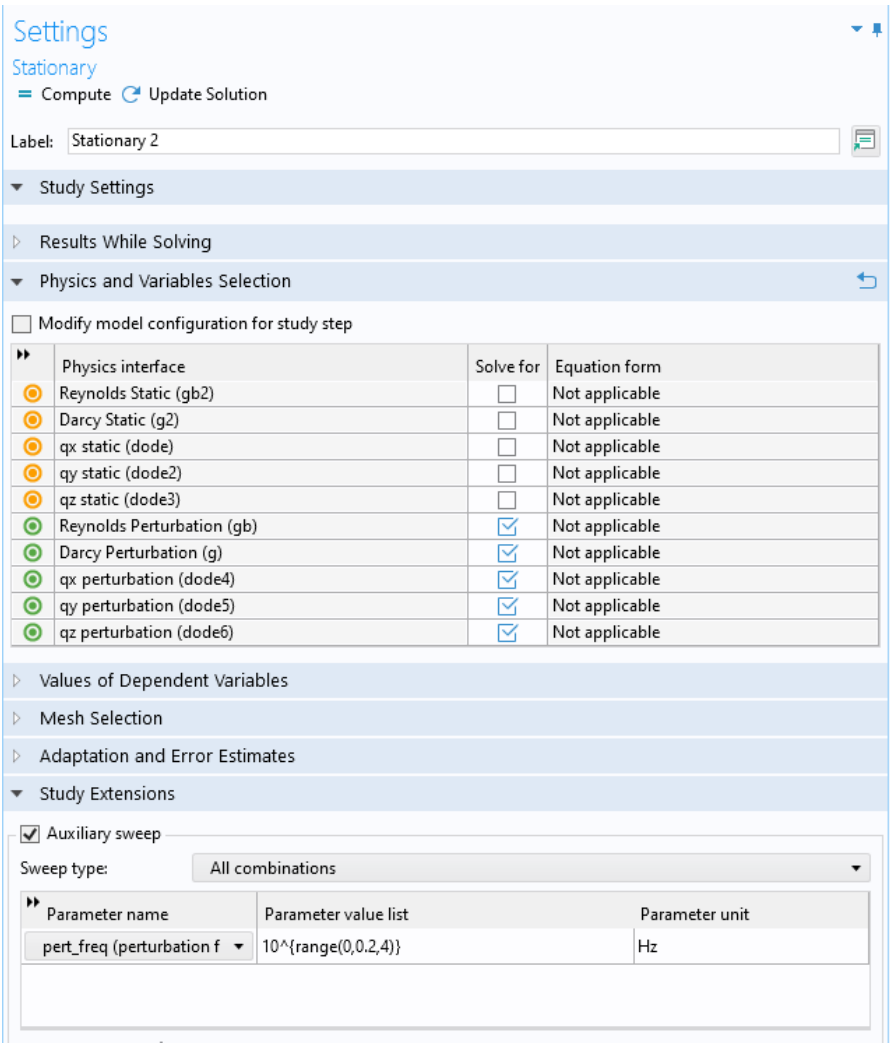 Settings
Stationary
Compute Update Solution
Label: Stationary 2
Study Settings
Results While Solving
Physics and Variables Selection
Modify model configuration for study step
Physics interface Solve for Equation form
Reynolds Static (gb2) Not applicable
Darcy Static (g2) Not applicable
qx static (dode) Not applicable
qy static (dode2) Not applicable
qz static (dode3) Not applicable
Reynolds Perturbation (gb) Not applicable
Darcy Perturbation (g) Not applicable
qx perturbation (dode4) Not applicable
qy perturbation (dode5) Not applicable
qz perturbation (dode6) Not applicable
Values of Dependent Variables
Mesh Selection
Adaptation and Error Estimates
Study Extensions
Auxiliary sweep
Sweep type: All combinations
Parameter name Parameter value list Parameter unit
pert_freq (perturbation f 10^{range(0,0.2,4)} Hz